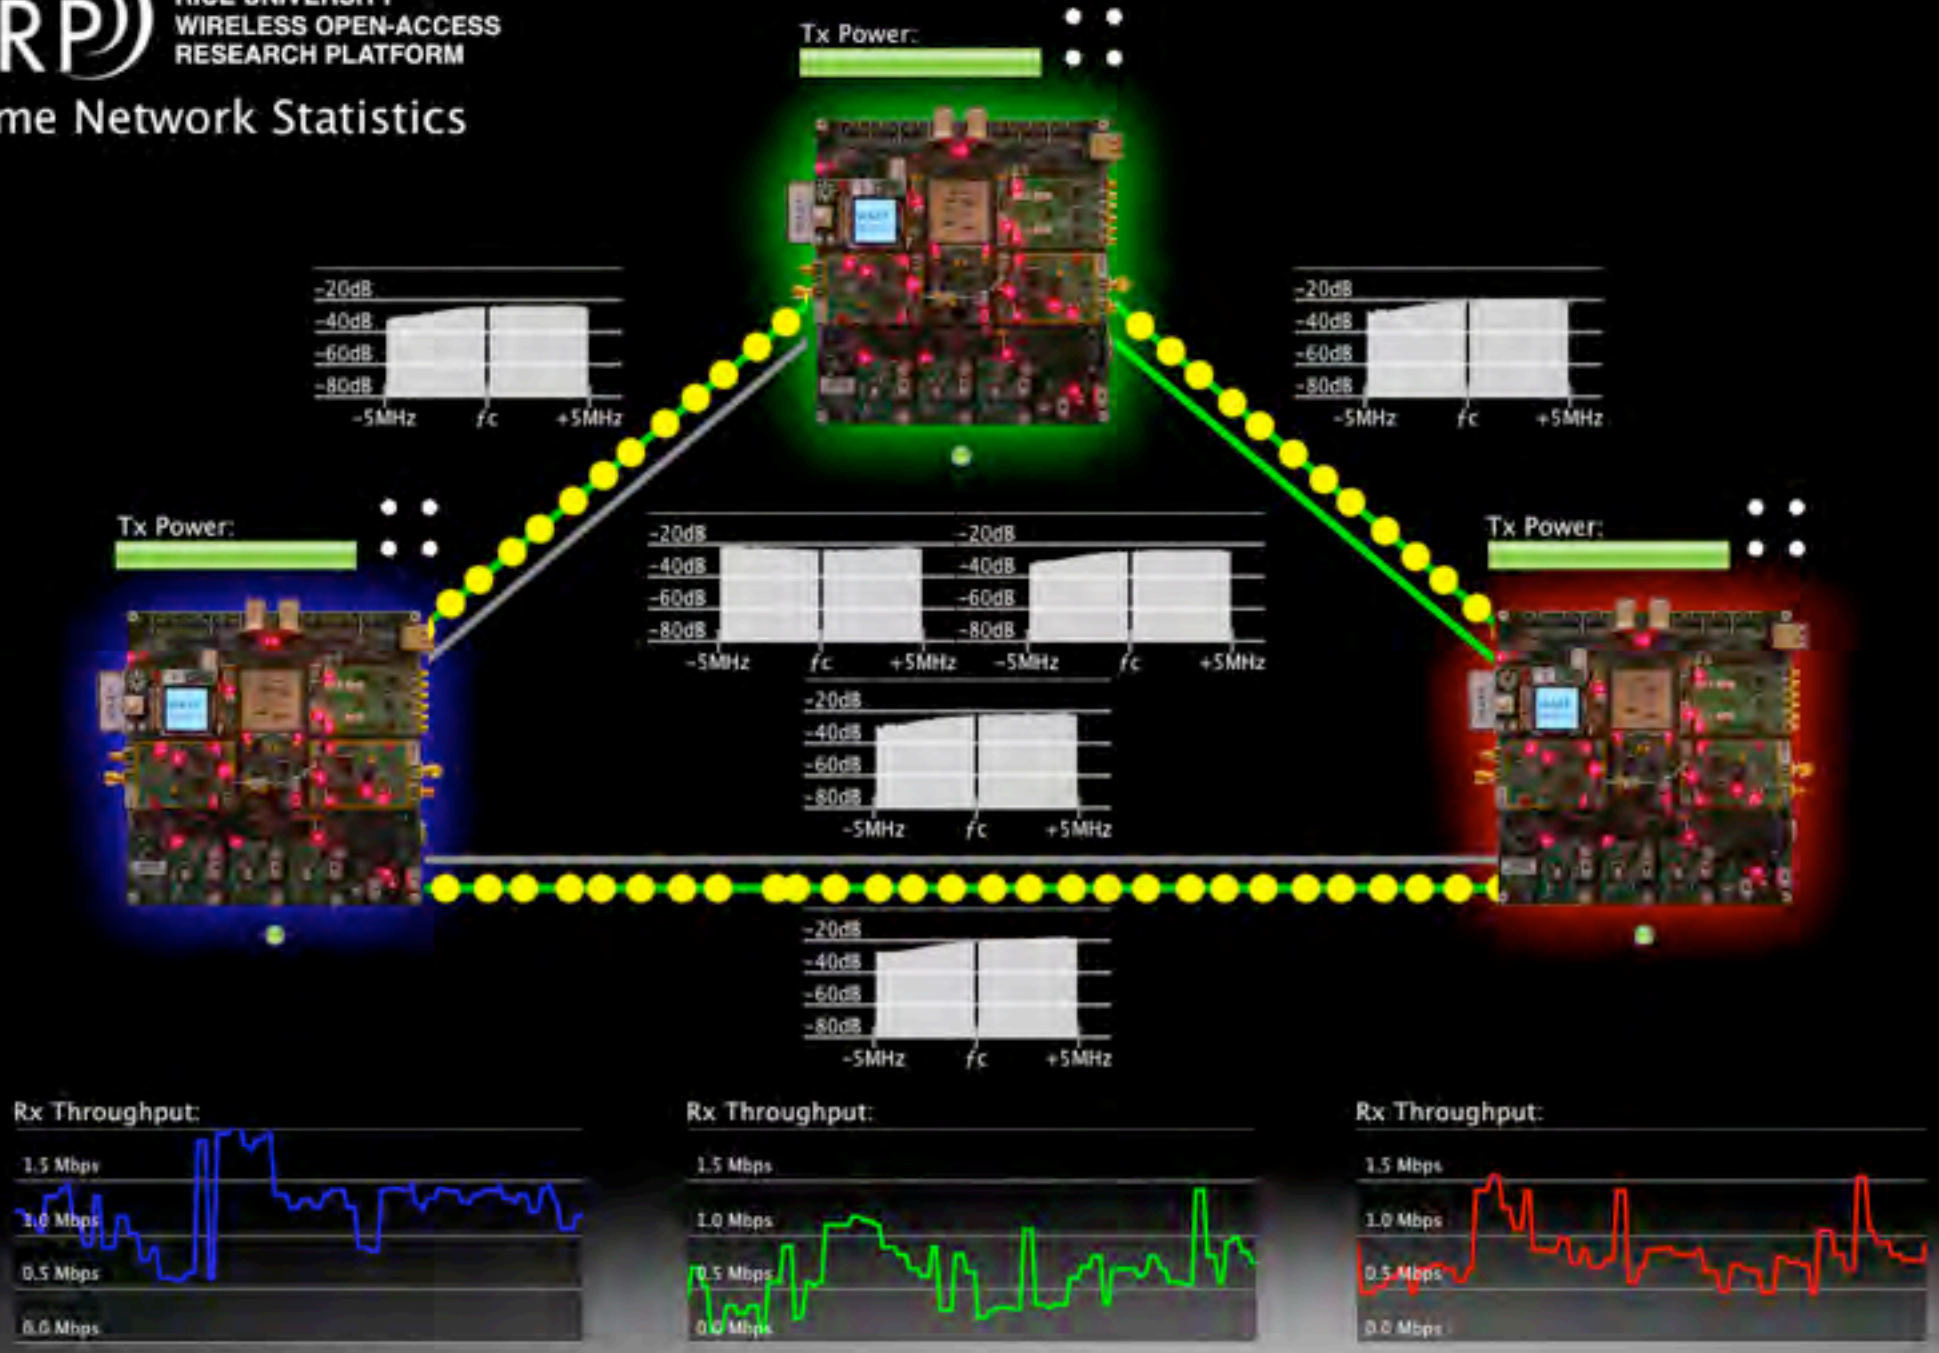 RP
RICE UNIVERSITY
WIRELESS OPEN-ACCESS
RESEARCH PLATFORM
me Network Statistics
Tx Power:
-20dB
-40dB
-60dB
-80dB
-5MHz fc +5MHz
-20dB
-40dB
-60dB
-80dB
-5MHz fc +5MHz
Tx Power:
Tx Power:
-20dB
-40dB
-60dB
-80dB
-5MHz fc +5MHz
-20dB
-40dB
-60dB
-80dB
-5MHz fc +5MHz
-20dB
-40dB
-60dB
-80dB
-5MHz fc +5MHz
-20dB
-40dB
-60dB
-80dB
-5MHz fc +5MHz
Rx Throughput:
1.5 Mbps
1.0 Mbps
0.5 Mbps
0.0 Mbps
Rx Throughput:
1.5 Mbps
1.0 Mbps
0.5 Mbps
0.0 Mbps
Rx Throughput:
1.5 Mbps
1.0 Mbps
0.5 Mbps
0.0 Mbps